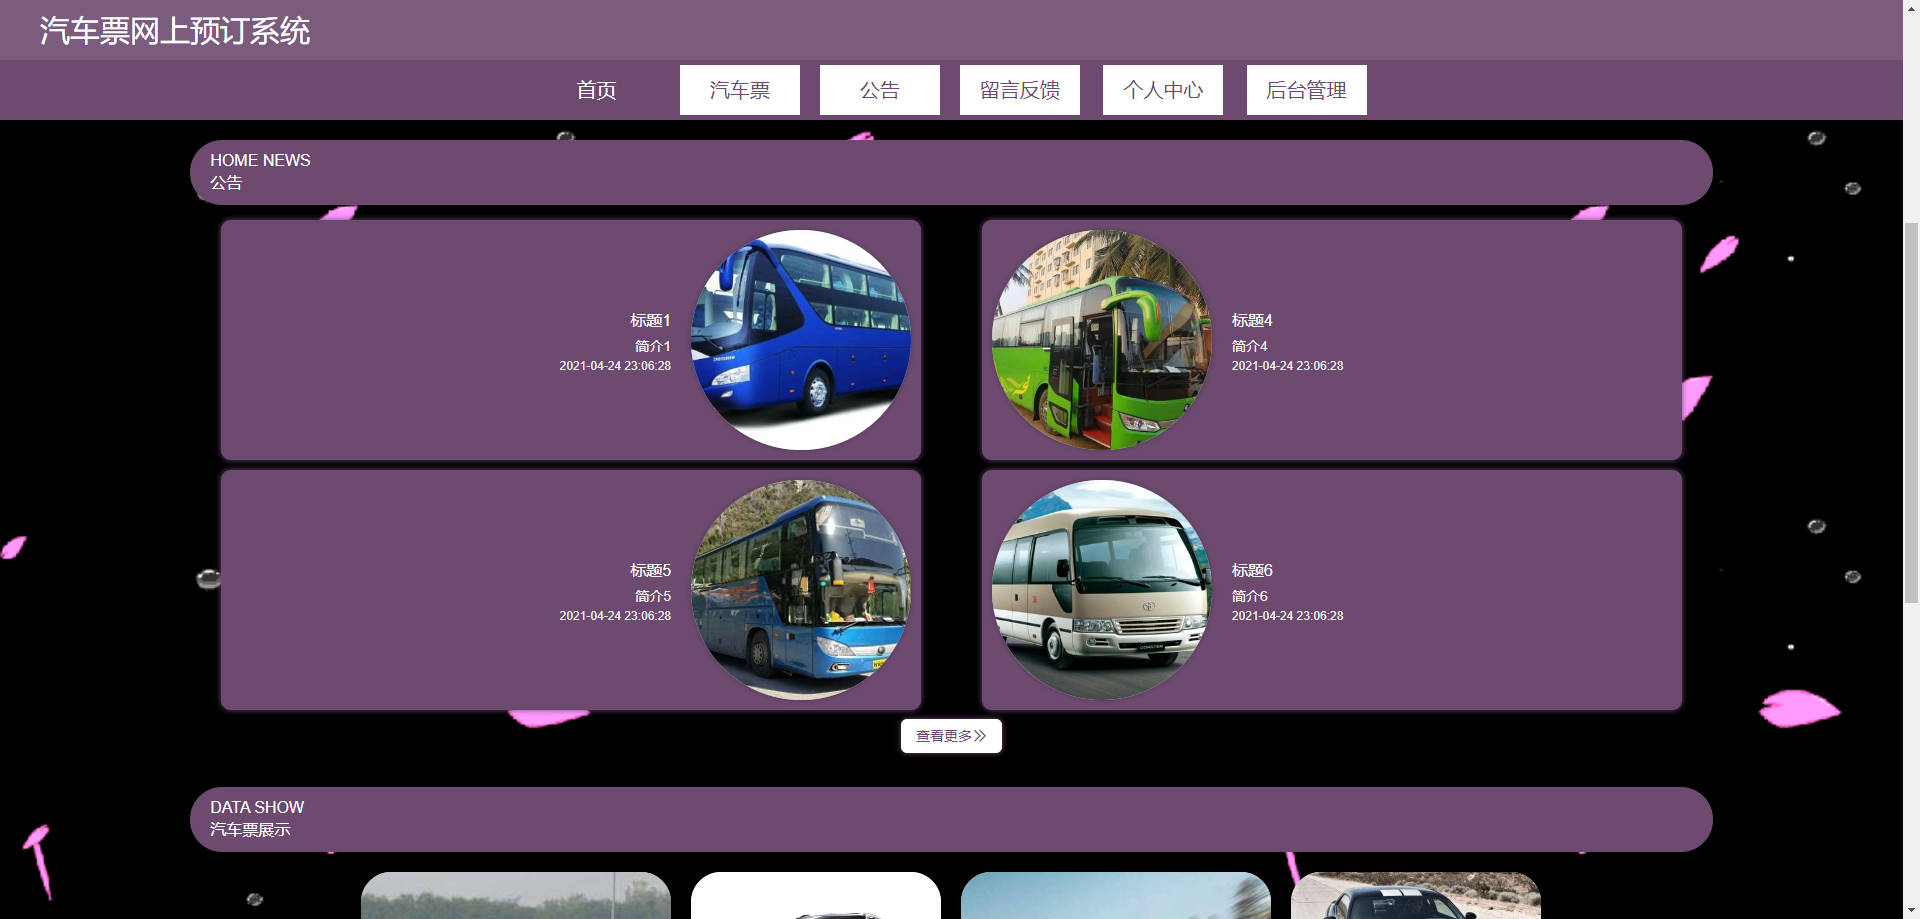 汽车票网上预订系统
首页 汽车票 公告 留言反馈 个人中心 后台管理
HOME NEWS
公告
标题1
简介1
2021-04-24 23:06:28
标题4
简介4
2021-04-24 23:06:28
标题5
简介5
2021-04-24 23:06:28
标题6
简介6
2021-04-24 23:06:28
查看更多
DATA SHOW
汽车票展示